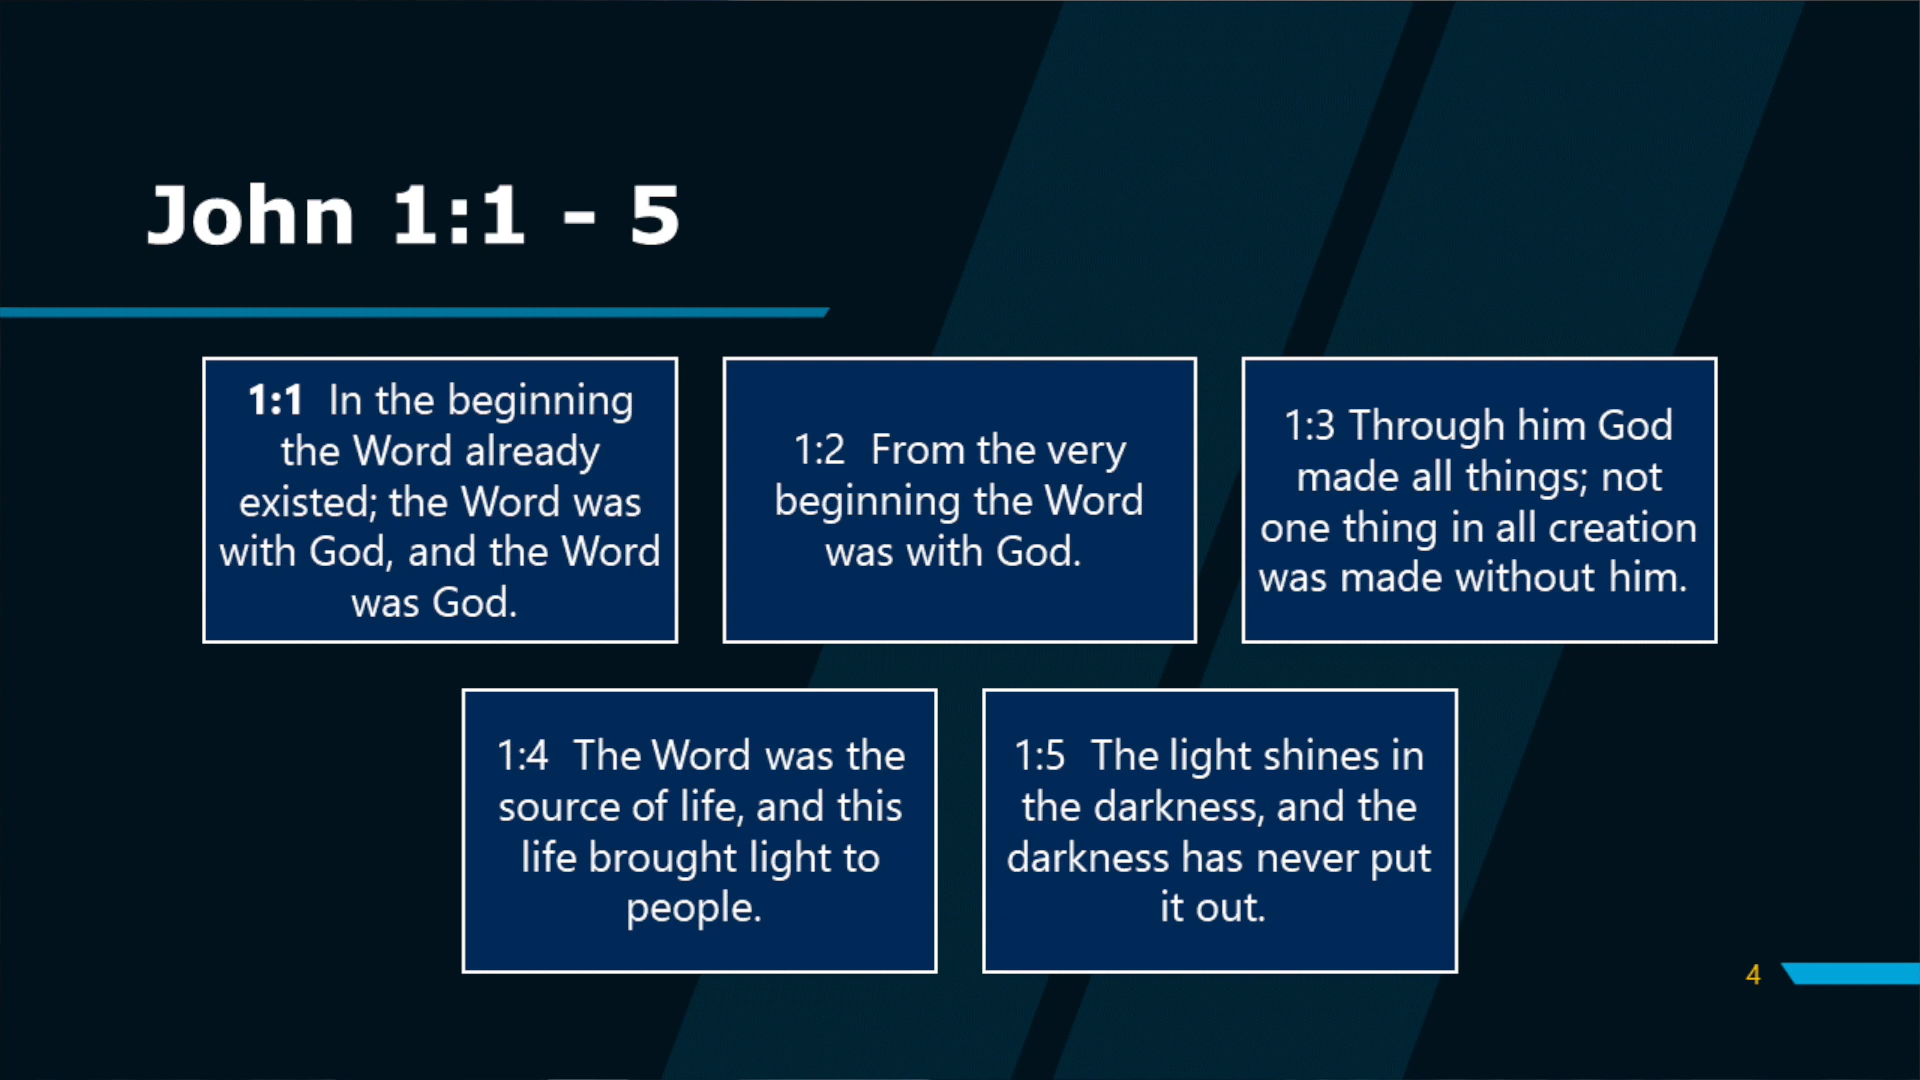 John 1:1 - 5
1:1 In the beginning
the Word already
existed; the Word was
with God, and the Word
was God.
1:2 From the very
beginning the Word
was with God.
1:3 Through him God
made all things; not
one thing in all creation
was made without him.
1:4 The Word was the
source of life, and this
life brought light to
people.
1:5 The light shines in
the darkness, and the
darkness has never put
it out.
4